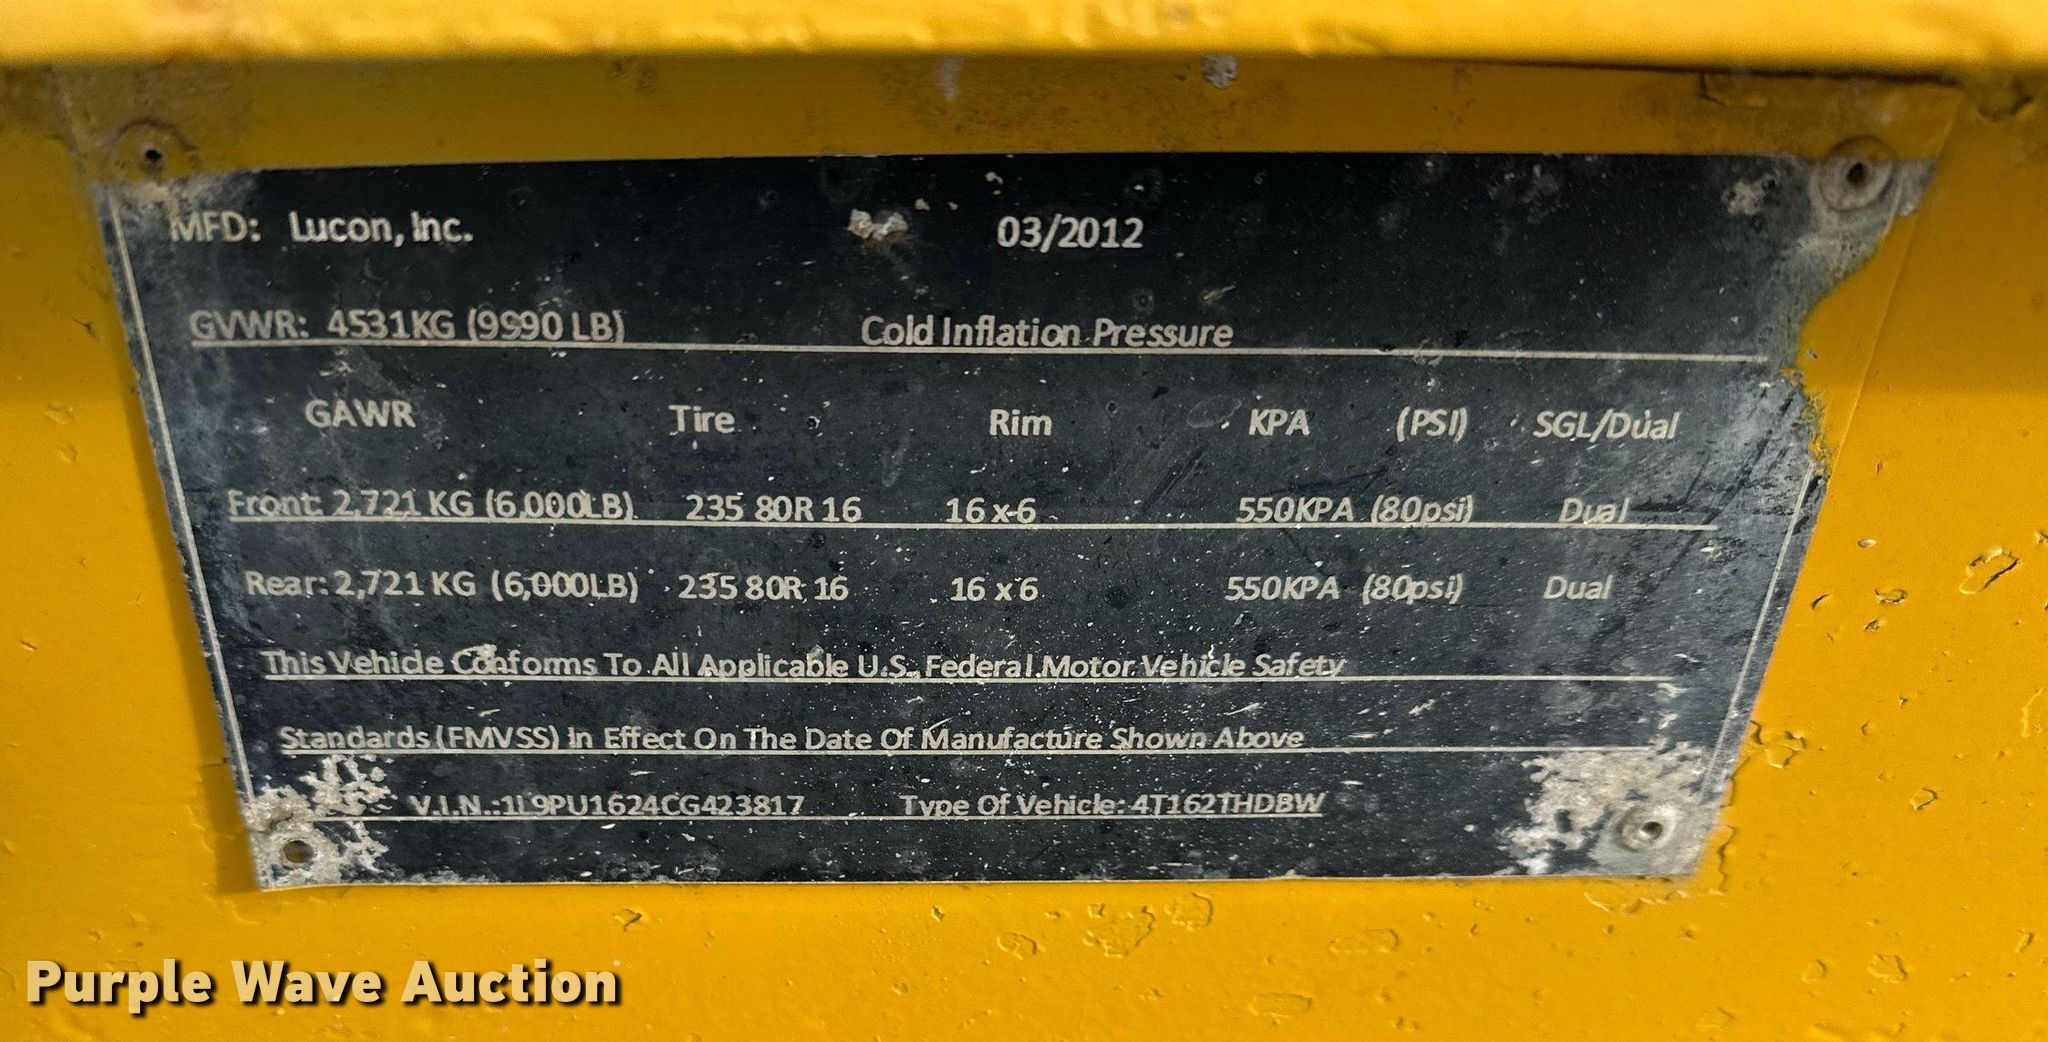 MFD: Lucon, Inc. 03/2012
GVWR: 4531KG (9990 LB) Cold Inflation Pressure
GAWR Tire Rim KPA (PSI) SGL/Dual
Front: 2,721 KG (6,000LB) 235 80R 16 16 x 6 550KPA (80psi) Dual
Rear: 2,721 KG (6,000LB) 235 80R 16 16 x 6 550KPA (80psi) Dual
This Vehicle Conforms To All Applicable U.S. Federal Motor Vehicle Safety
Standards (FMVSS) In Effect On The Date Of Manufacture Shown Above
V.I.N.:1L9PU1624CG423817 Type Of Vehicle: 4T162THDBW
Purple Wave Auction